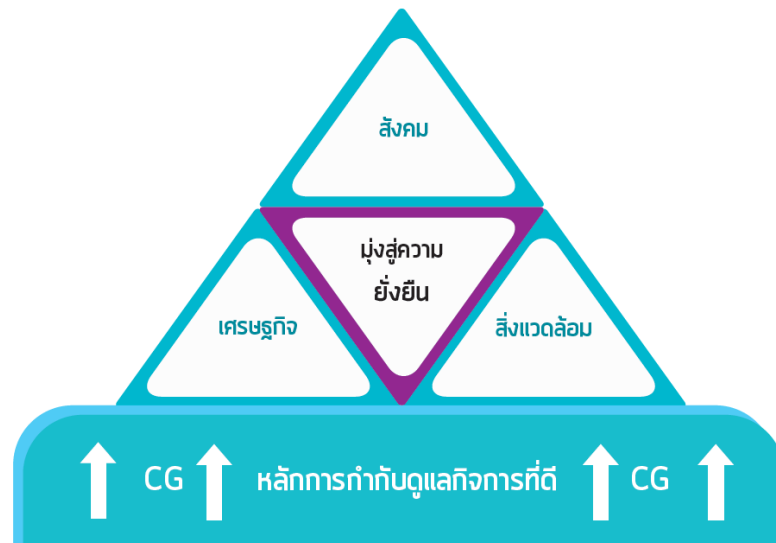 สังคม
มุ่งสู่ความ
ยั่งยืน
เศรษฐกิจ
สิ่งแวดล้อม
CG หลักการกำกับดูแลกิจการที่ดี CG